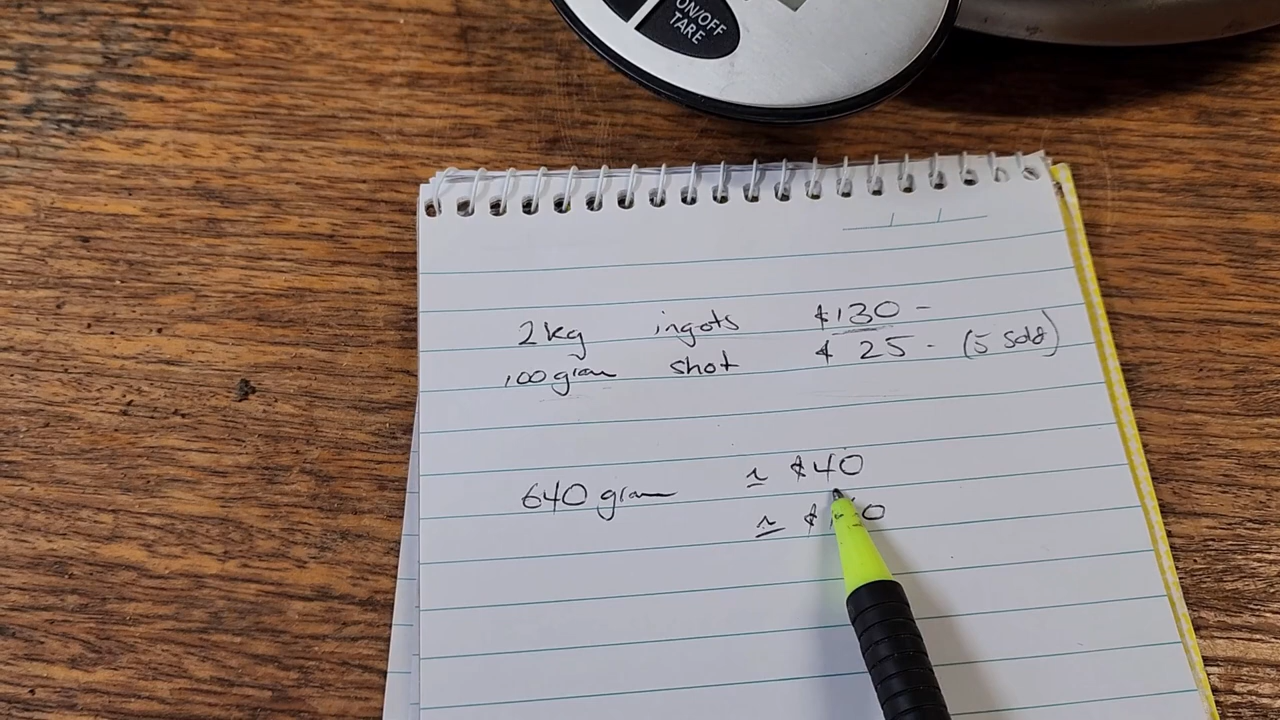 ON/OFF
TARE
2kg ingots $130 -
100 gram shot $ 25 - (5 sold)
640 gram ≃ $40
≃ $